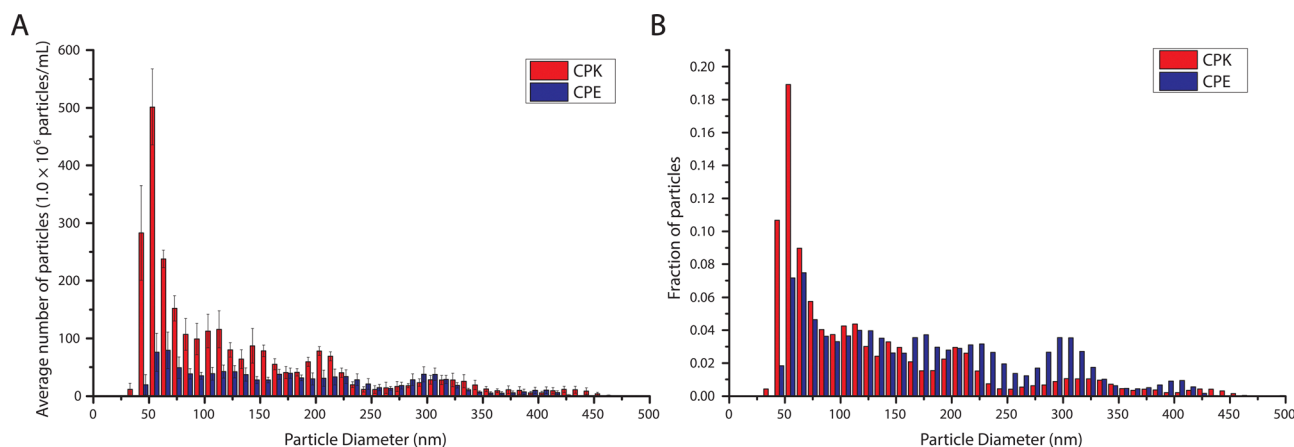 A
Average number of particles (1.0 × 10⁶ particles/mL)
600
500
400
300
200
100
0
CPK
CPE
0 50 100 150 200 250 300 350 400 450 500
Particle Diameter (nm)
B
Fraction of particles
0.20
0.18
0.16
0.14
0.12
0.10
0.08
0.06
0.04
0.02
0.00
CPK
CPE
0 50 100 150 200 250 300 350 400 450 500
Particle Diameter (nm)